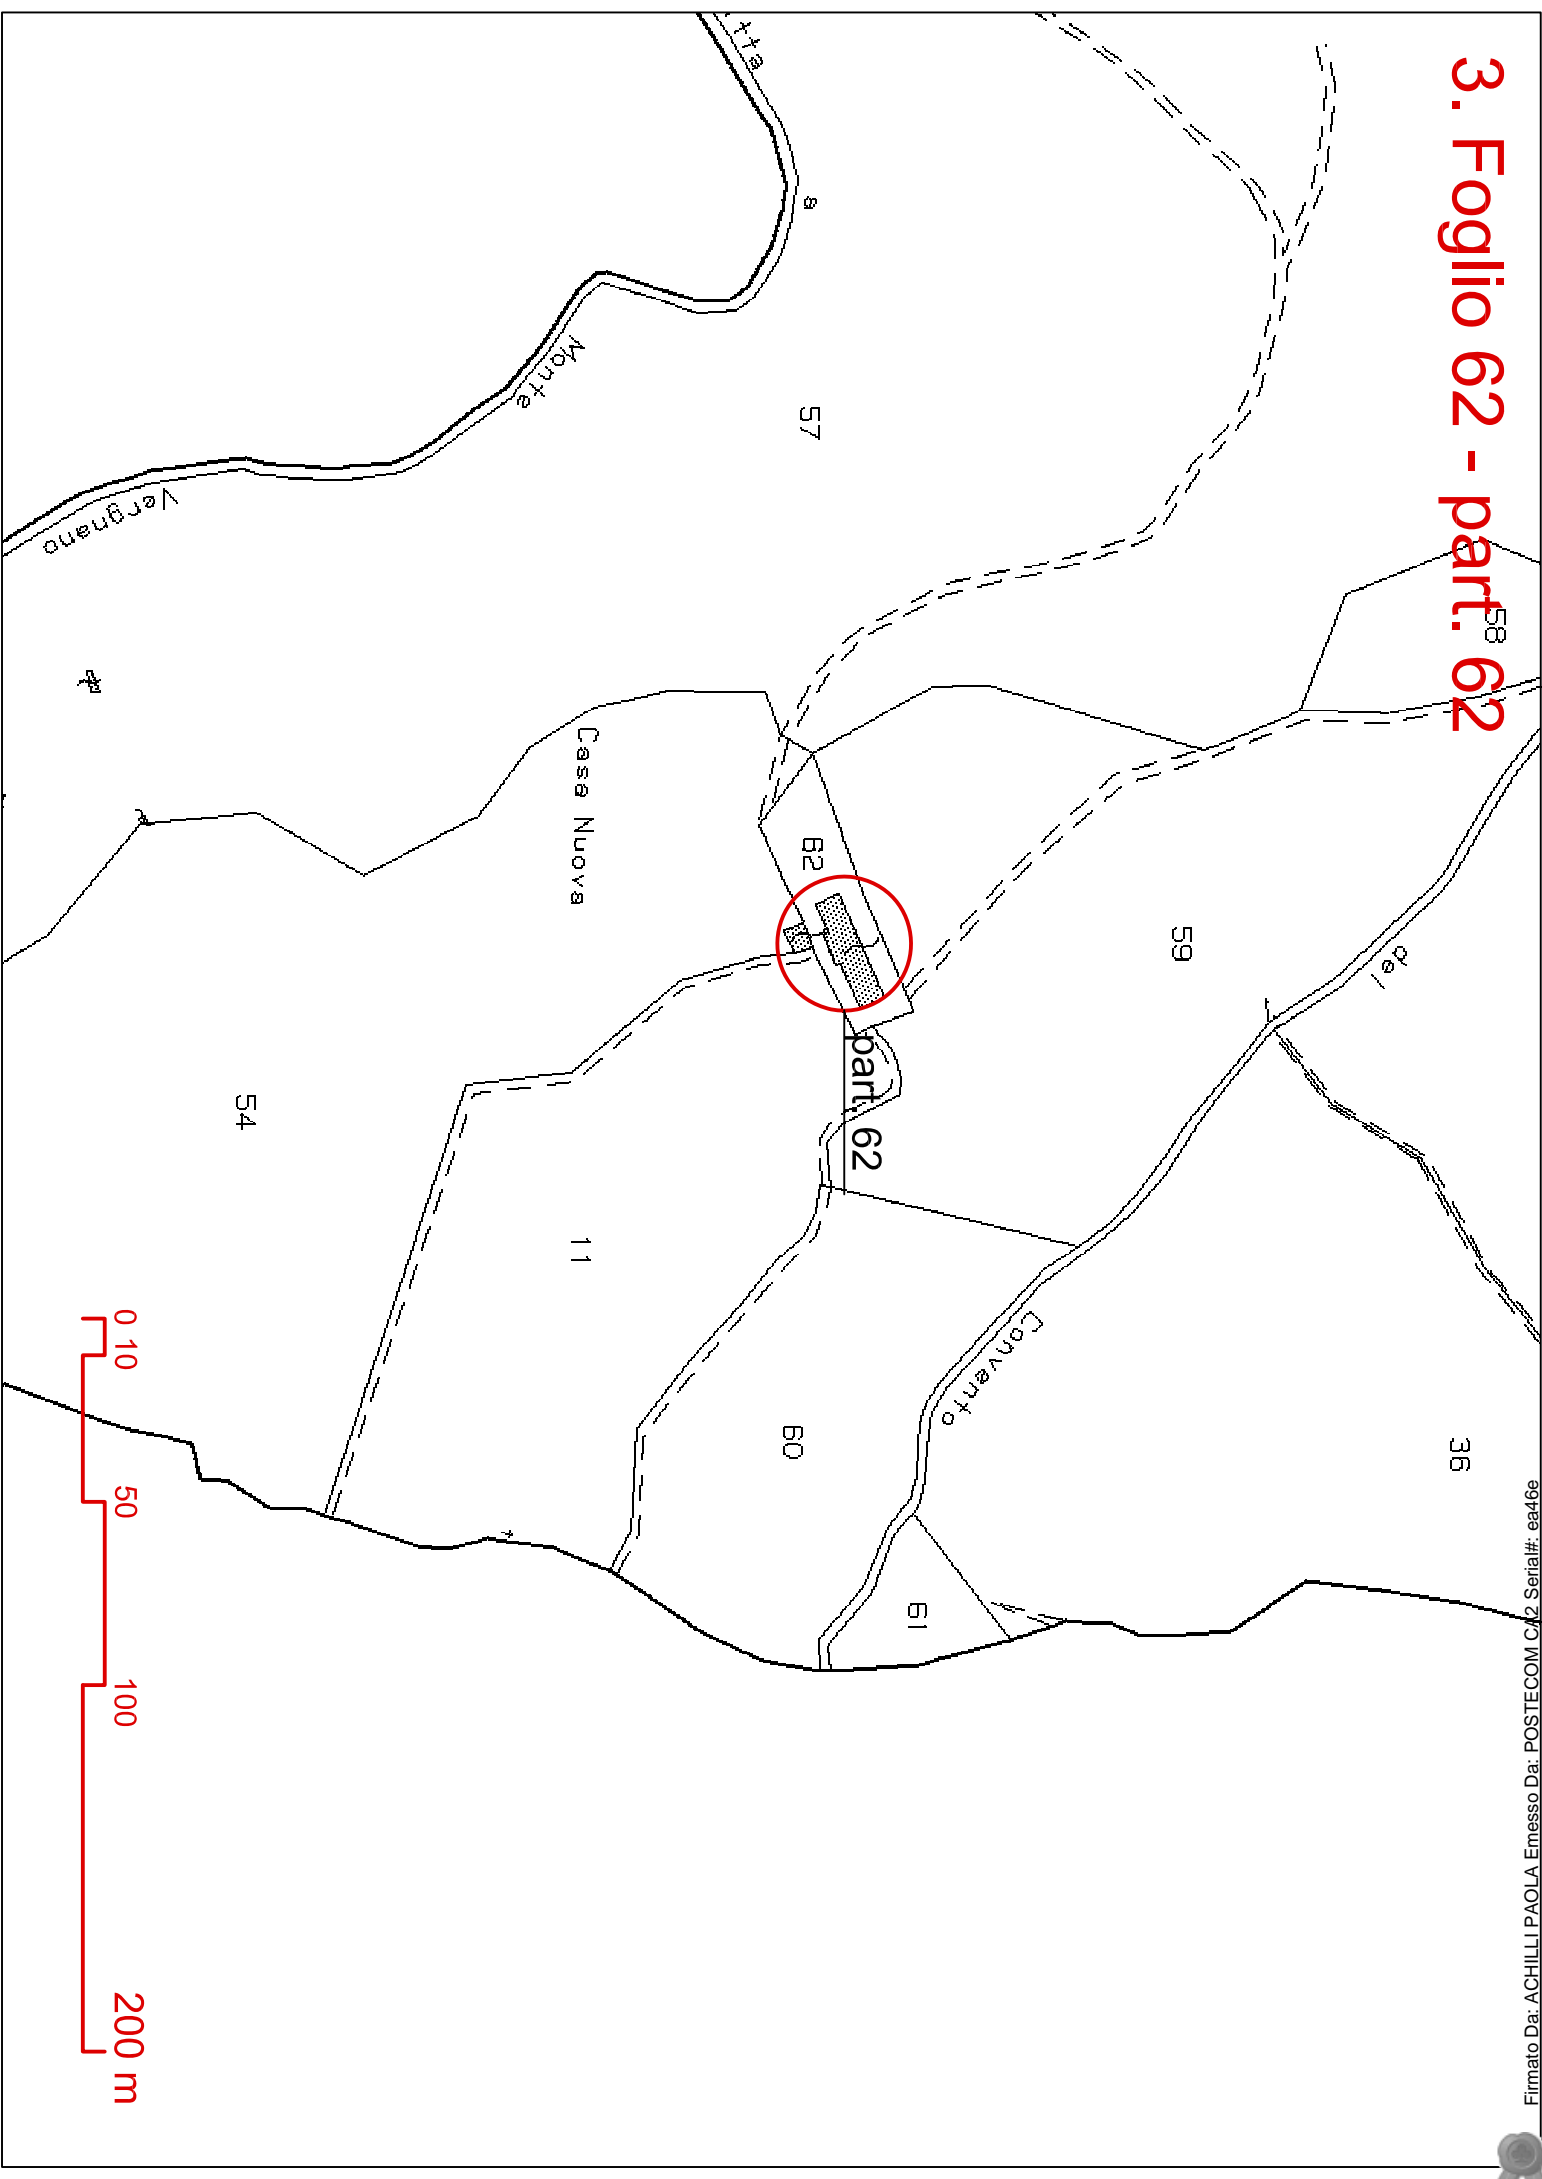 3. Foglio 62 - part. 62
58
59
del
36
tta
a
57
62
part. 62
Convento
60
61
Monte
Casa Nuova
11
Vergnano
54
0 10 50 100 200 m
Firmato Da: ACHILLI PAOLA Emesso Da: POSTECOM CA2 Serial#: ea46e